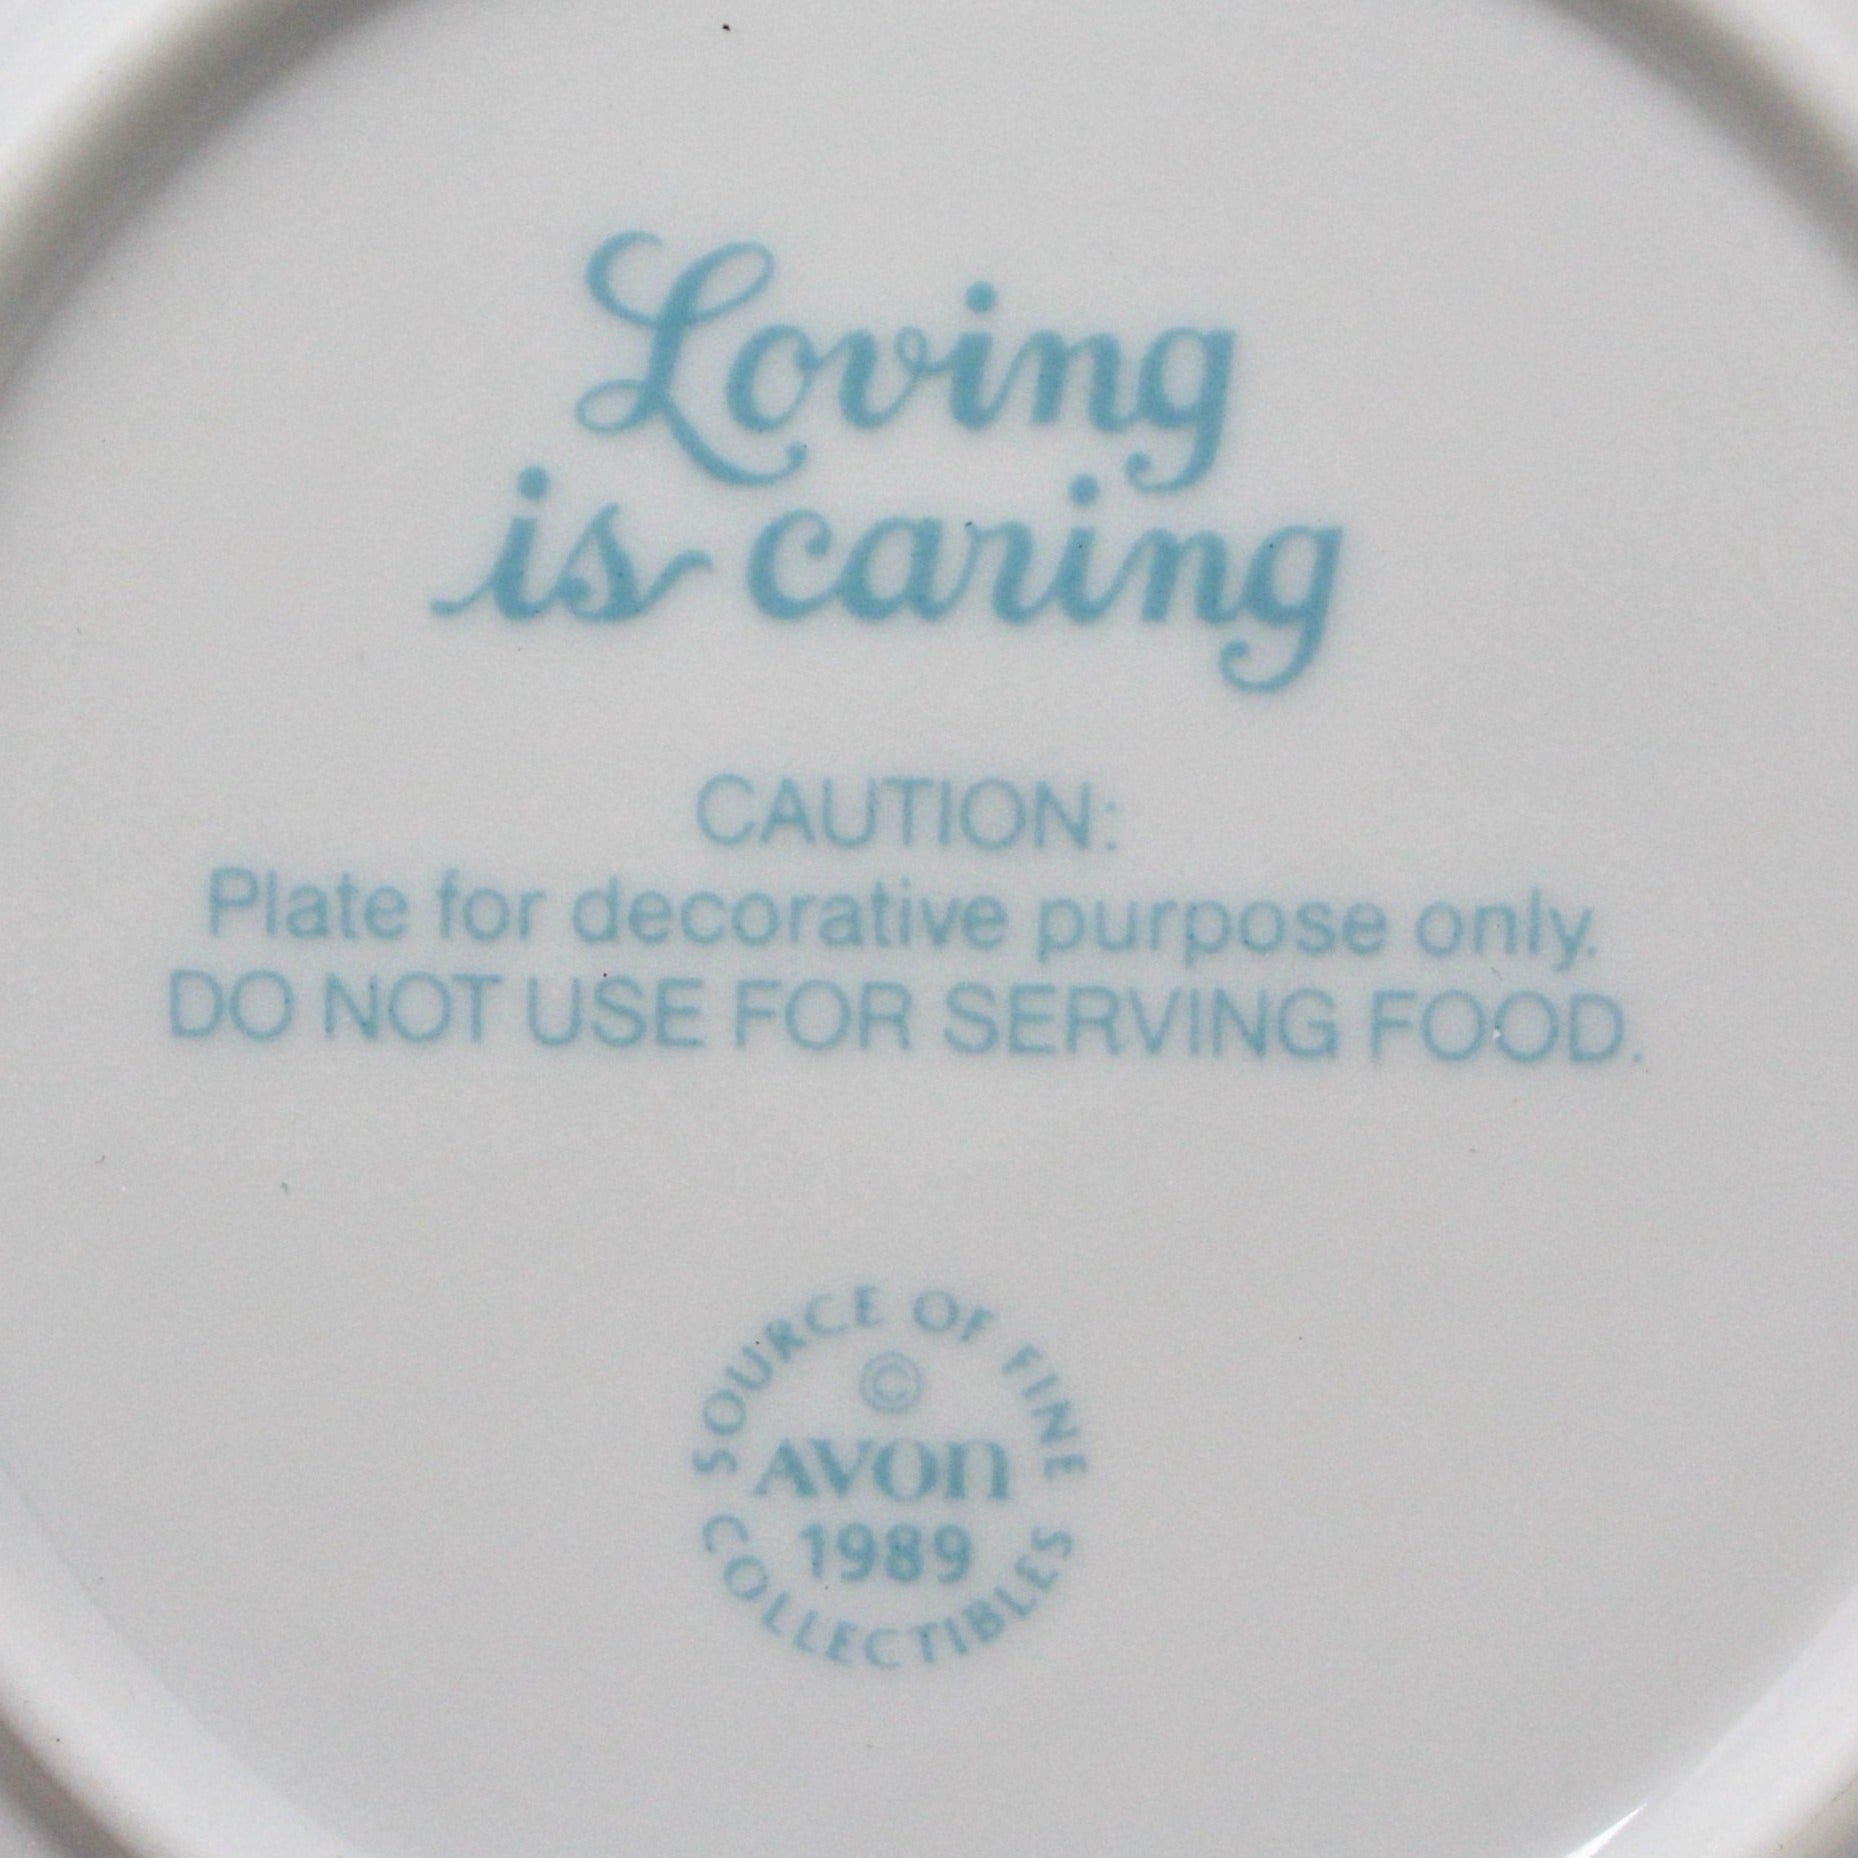 Loving
is caring
CAUTION:
Plate for decorative purpose only.
DO NOT USE FOR SERVING FOOD.
SOURCE OF FINE
©
AVON
1989
COLLECTIBLES